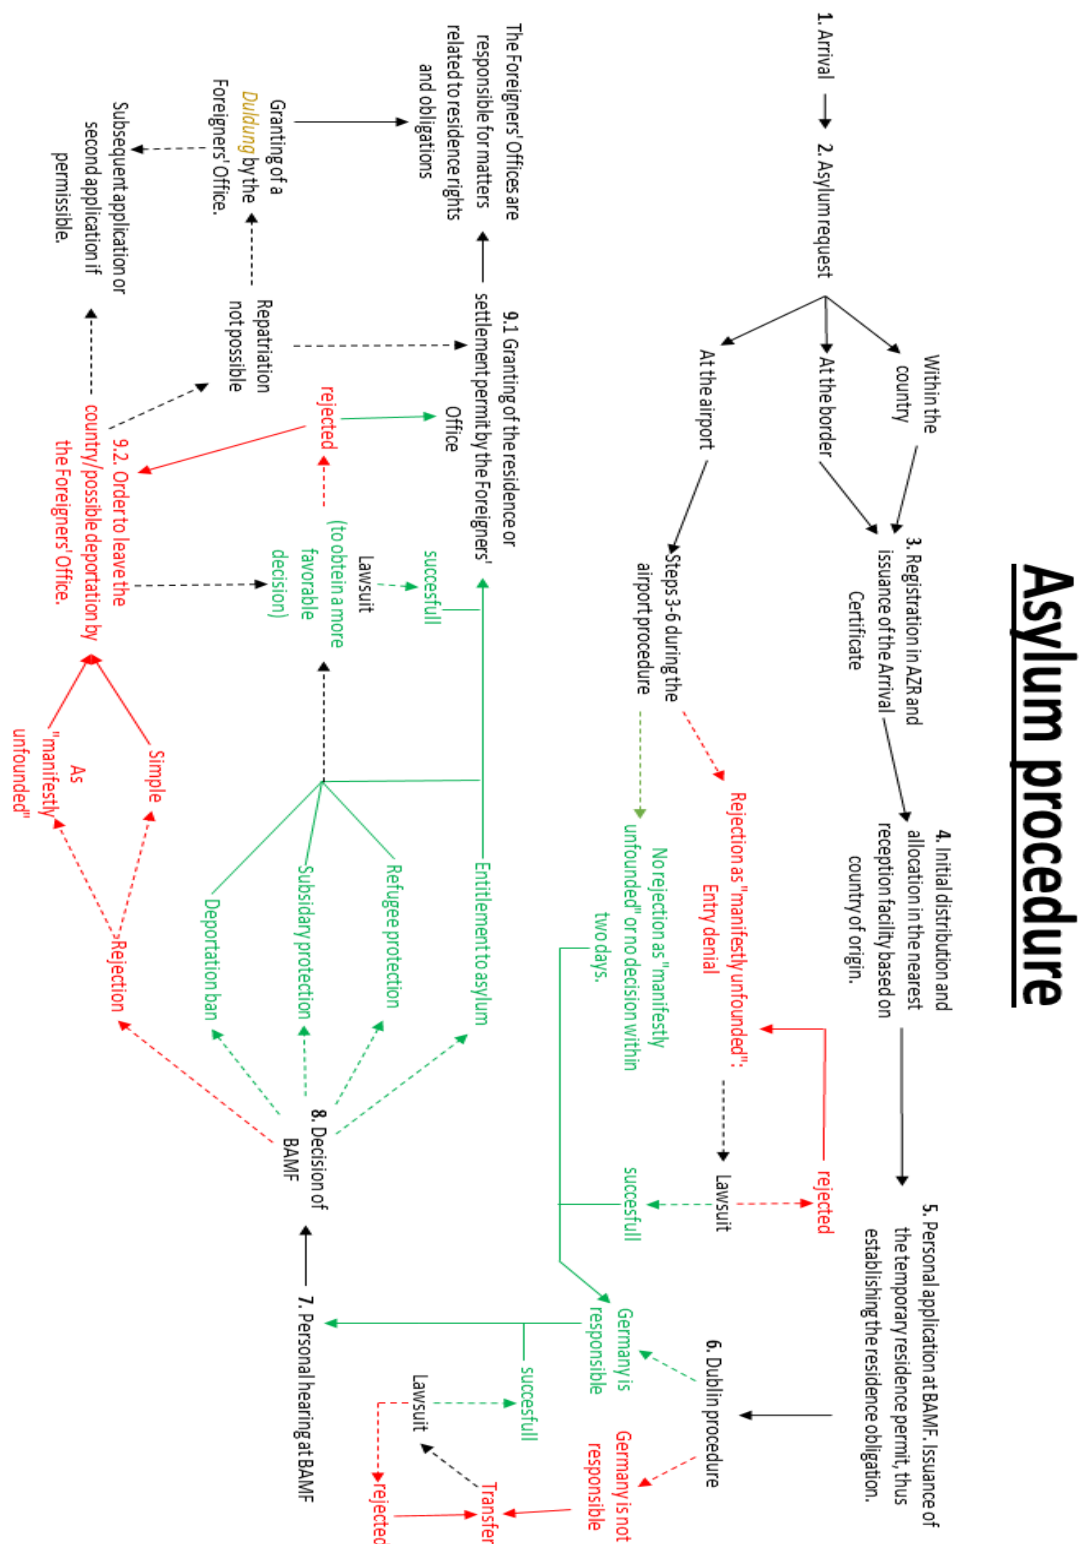 Asylum procedure
1. Arrival
2. Asylum request
Within the
country
At the border
At the airport
3. Registration in AZR and
issuance of the Arrival
Certificate
4. Initial distribution and
allocation in the nearest
reception facility based on
country of origin.
5. Personal application at BAMF. Issuance of
the temporary residence permit, thus
establishing the residence obligation.
Steps 3-6 during the
airport procedure
Rejection as "manifestly unfounded":
Entry denial
No rejection as "manifestly
unfounded" or no decision within
two days.
Lawsuit
rejected
succesfull
6. Dublin procedure
Germany is
responsible
Germany is not
responsible
Transfer
Lawsuit
succesfull
rejected
7. Personal hearing at BAMF
8. Decision of
BAMF
Entitlement to asylum
Refugee protection
Subsidary protection
Deportation ban
Rejection
Simple
As
"manifestly
unfounded"
Lawsuit
(to obtain a more
favorable
decision)
succesfull
rejected
9.1 Granting of the residence or
settlement permit by the Foreigners'
Office
9.2. Order to leave the
country/possible deportation by
the Foreigners' Office.
Repatriation
not possible
The Foreigners' Offices are
responsible for matters
related to residence rights
and obligations
Granting of a
Duldung by the
Foreigners' Office.
Subsequent application or
second application if
permissible.